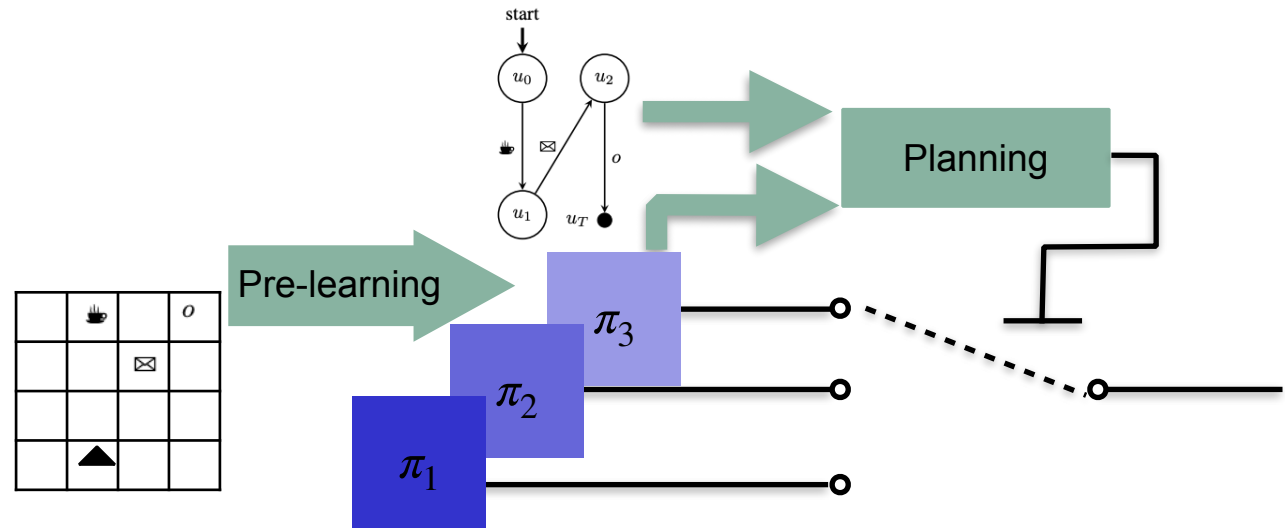 start
u0
u2
o
u1
uT
Planning
Pre-learning
o
π3
π2
π1